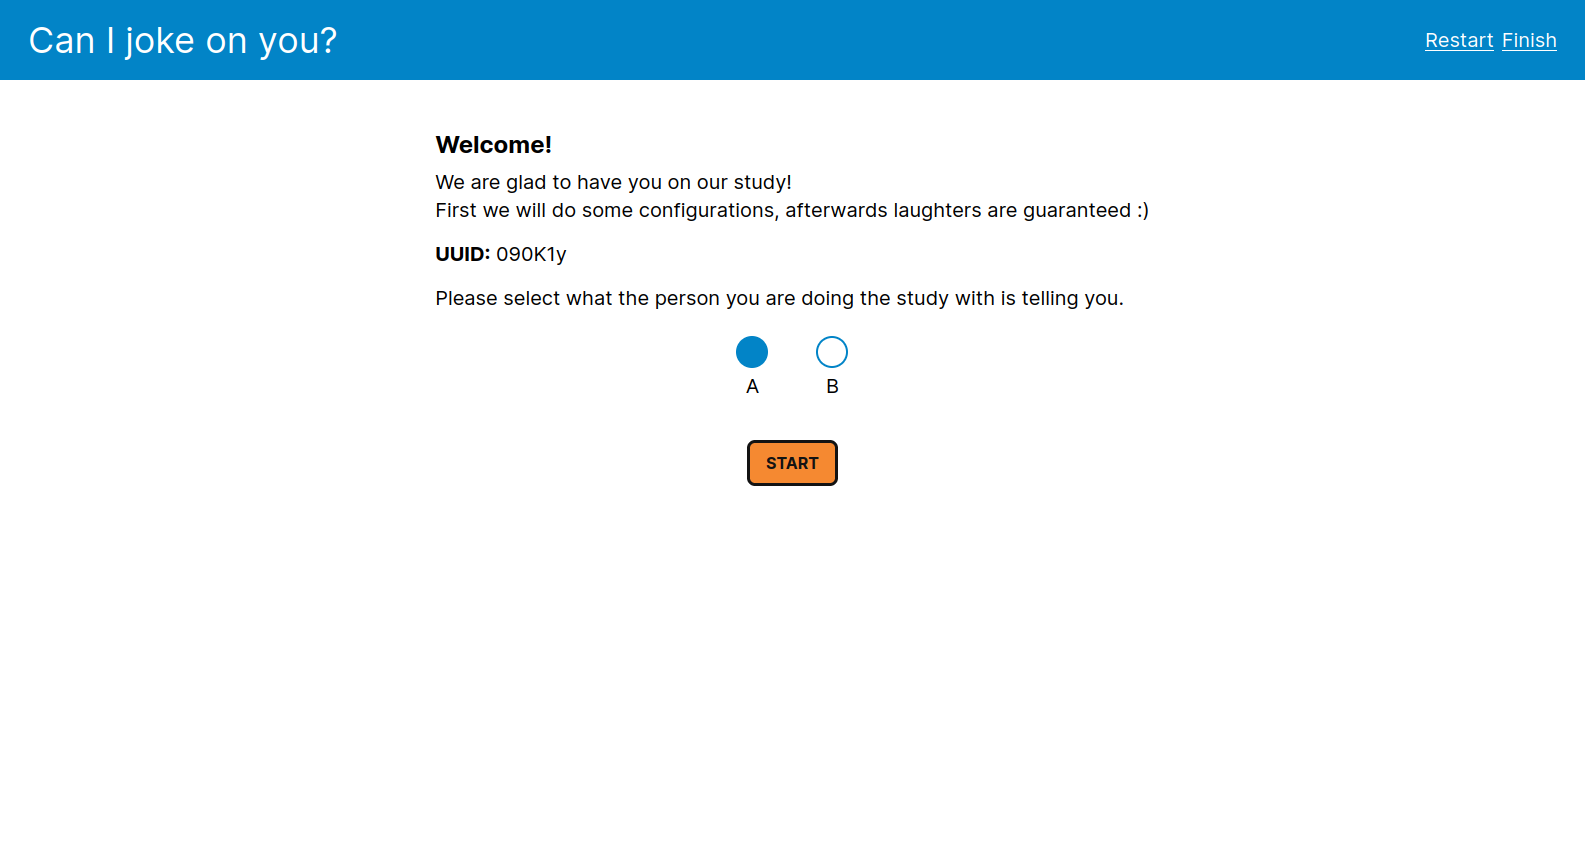 Can I joke on you?
Restart Finish
Welcome!
We are glad to have you on our study!
First we will do some configurations, afterwards laughters are guaranteed :)
UUID: 090K1y
Please select what the person you are doing the study with is telling you.
A B
START